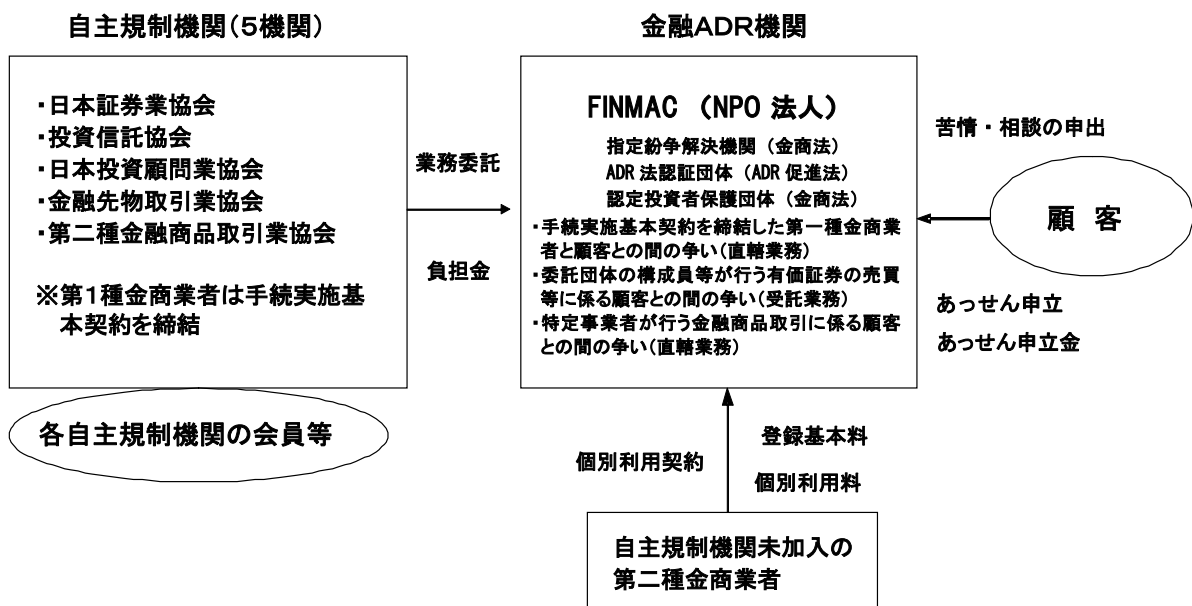 自主規制機関(5機関)
・日本証券業協会
・投資信託協会
・日本投資顧問業協会
・金融先物取引業協会
・第二種金融商品取引業協会
※第1種金商業者は手続実施基
本契約を締結
各自主規制機関の会員等
業務委託
負担金
金融ADR機関
FINMAC (NPO 法人)
指定紛争解決機関(金商法)
ADR 法認証団体(ADR 促進法)
認定投資者保護団体(金商法)
・手続実施基本契約を締結した第一種金商業
者と顧客との間の争い(直轄業務)
・委託団体の構成員等が行う有価証券の売買
等に係る顧客との間の争い(受託業務)
・特定事業者が行う金融商品取引に係る顧客
との間の争い(直轄業務)
苦情・相談の申出
顧 客
あっせん申立
あっせん申立金
個別利用契約
登録基本料
個別利用料
自主規制機関未加入の
第二種金商業者